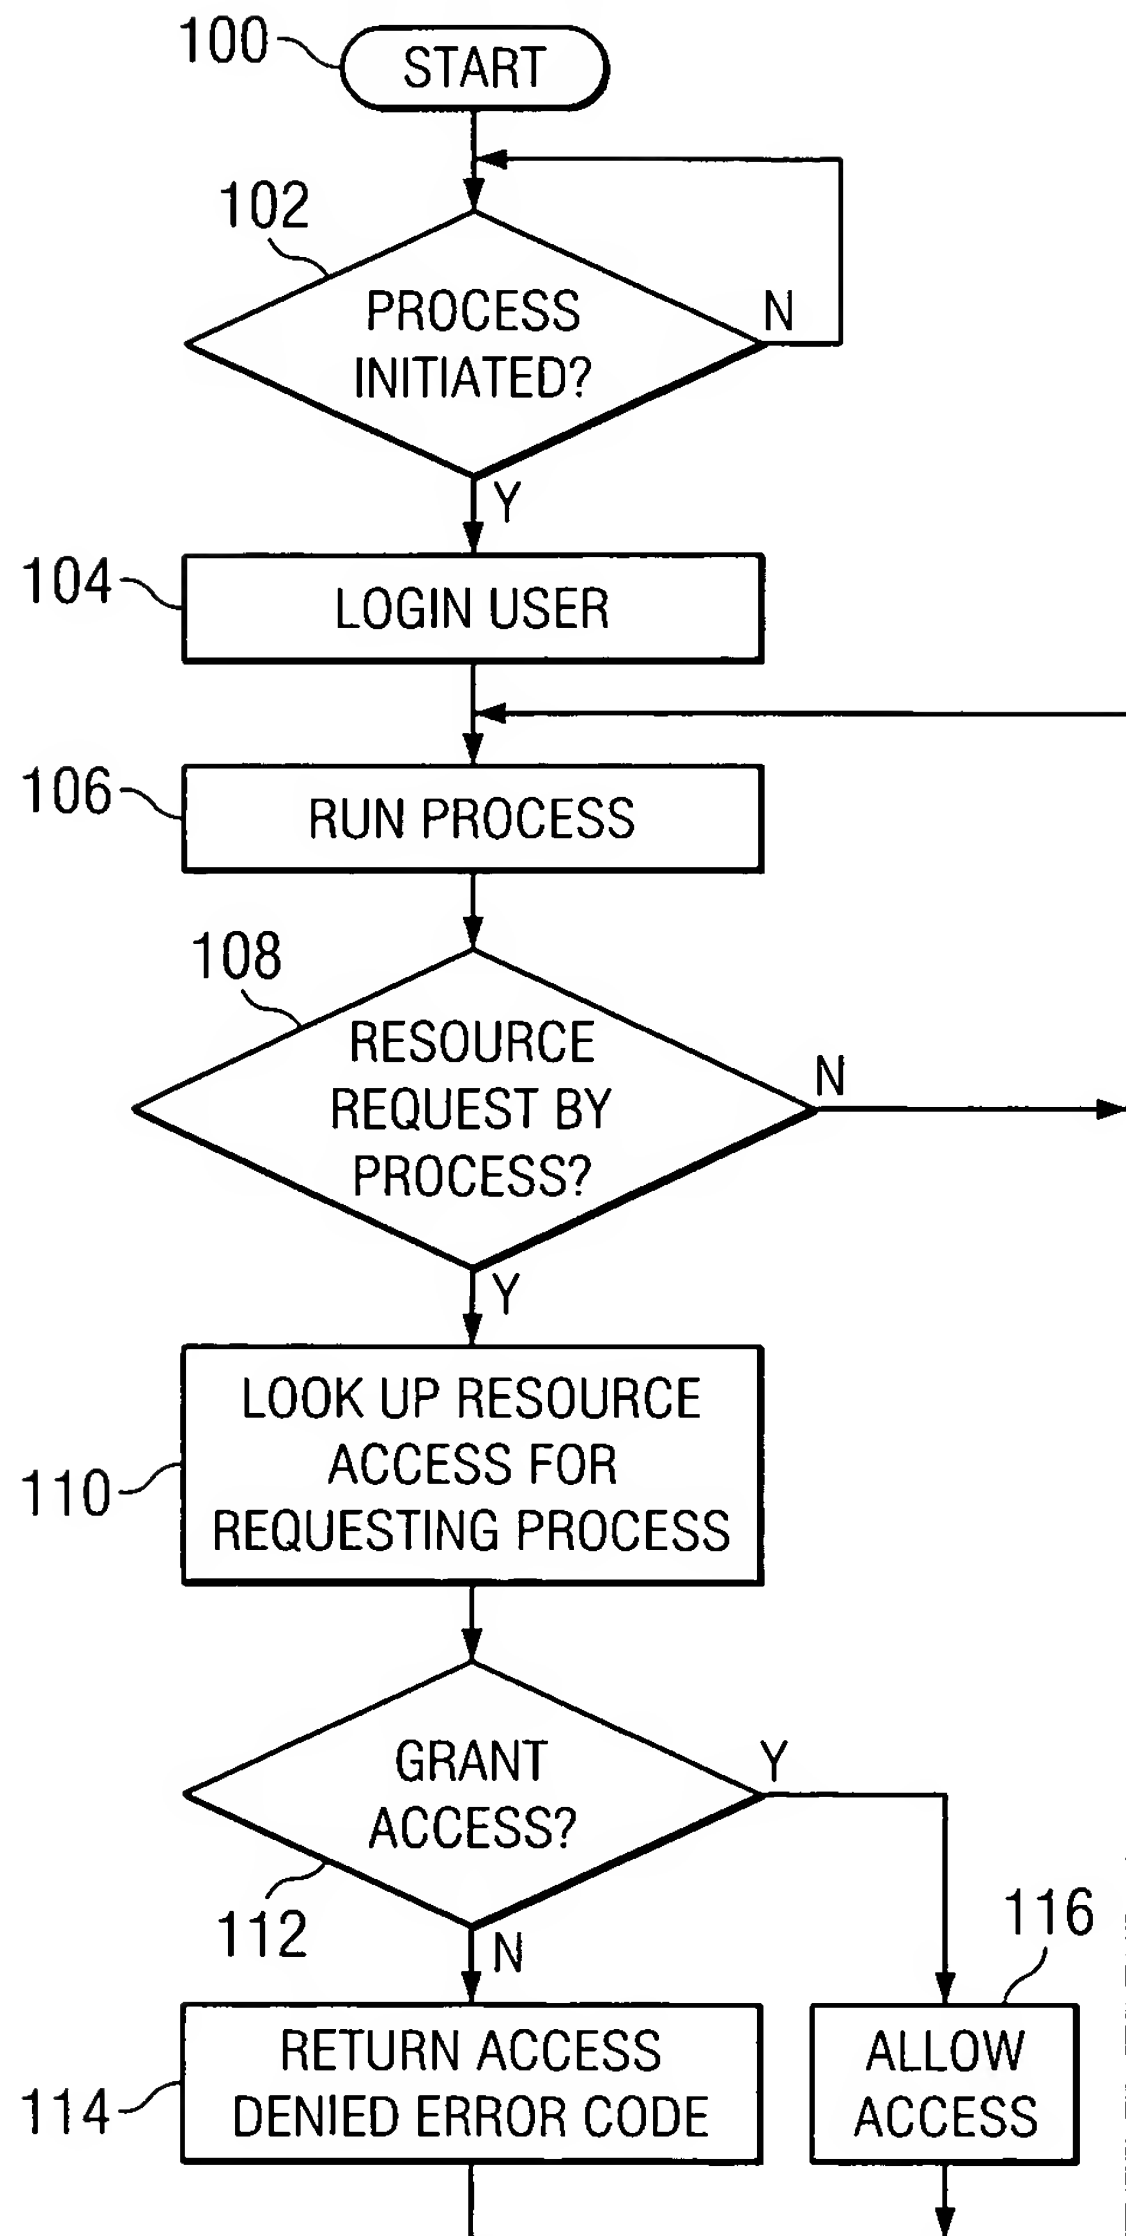 100
START
102
PROCESS
INITIATED?
N
Y
104
LOGIN USER
106
RUN PROCESS
108
RESOURCE
REQUEST BY
PROCESS?
N
Y
110
LOOK UP RESOURCE
ACCESS FOR
REQUESTING PROCESS
GRANT
ACCESS?
Y
112
N
116
114
RETURN ACCESS
DENIED ERROR CODE
ALLOW
ACCESS